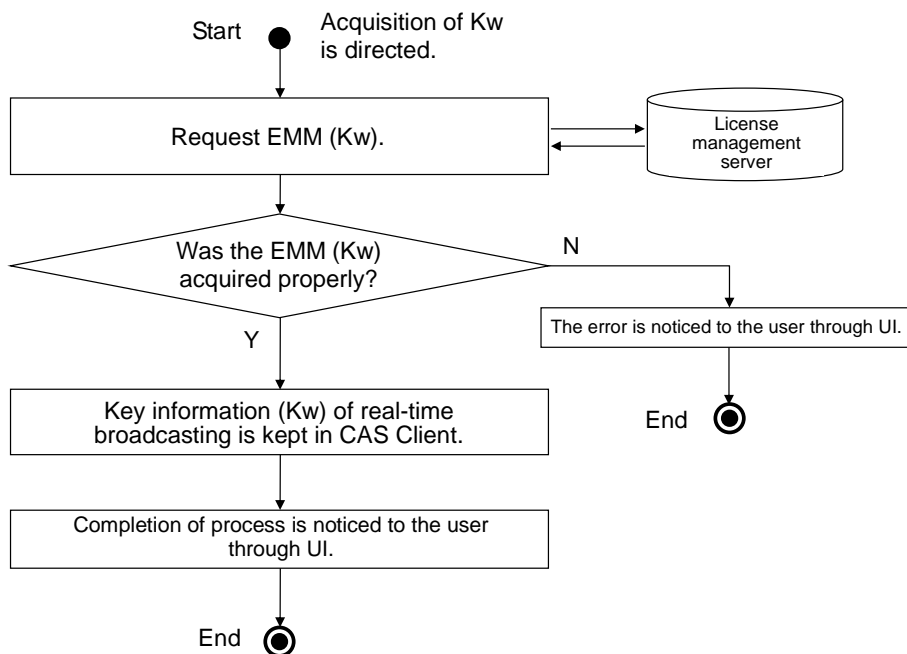 Start
Acquisition of Kw
is directed.
Request EMM (Kw).
License
management
server
Was the EMM (Kw)
acquired properly?
N
The error is noticed to the user through UI.
Y
End
Key information (Kw) of real-time
broadcasting is kept in CAS Client.
Completion of process is noticed to the user
through UI.
End